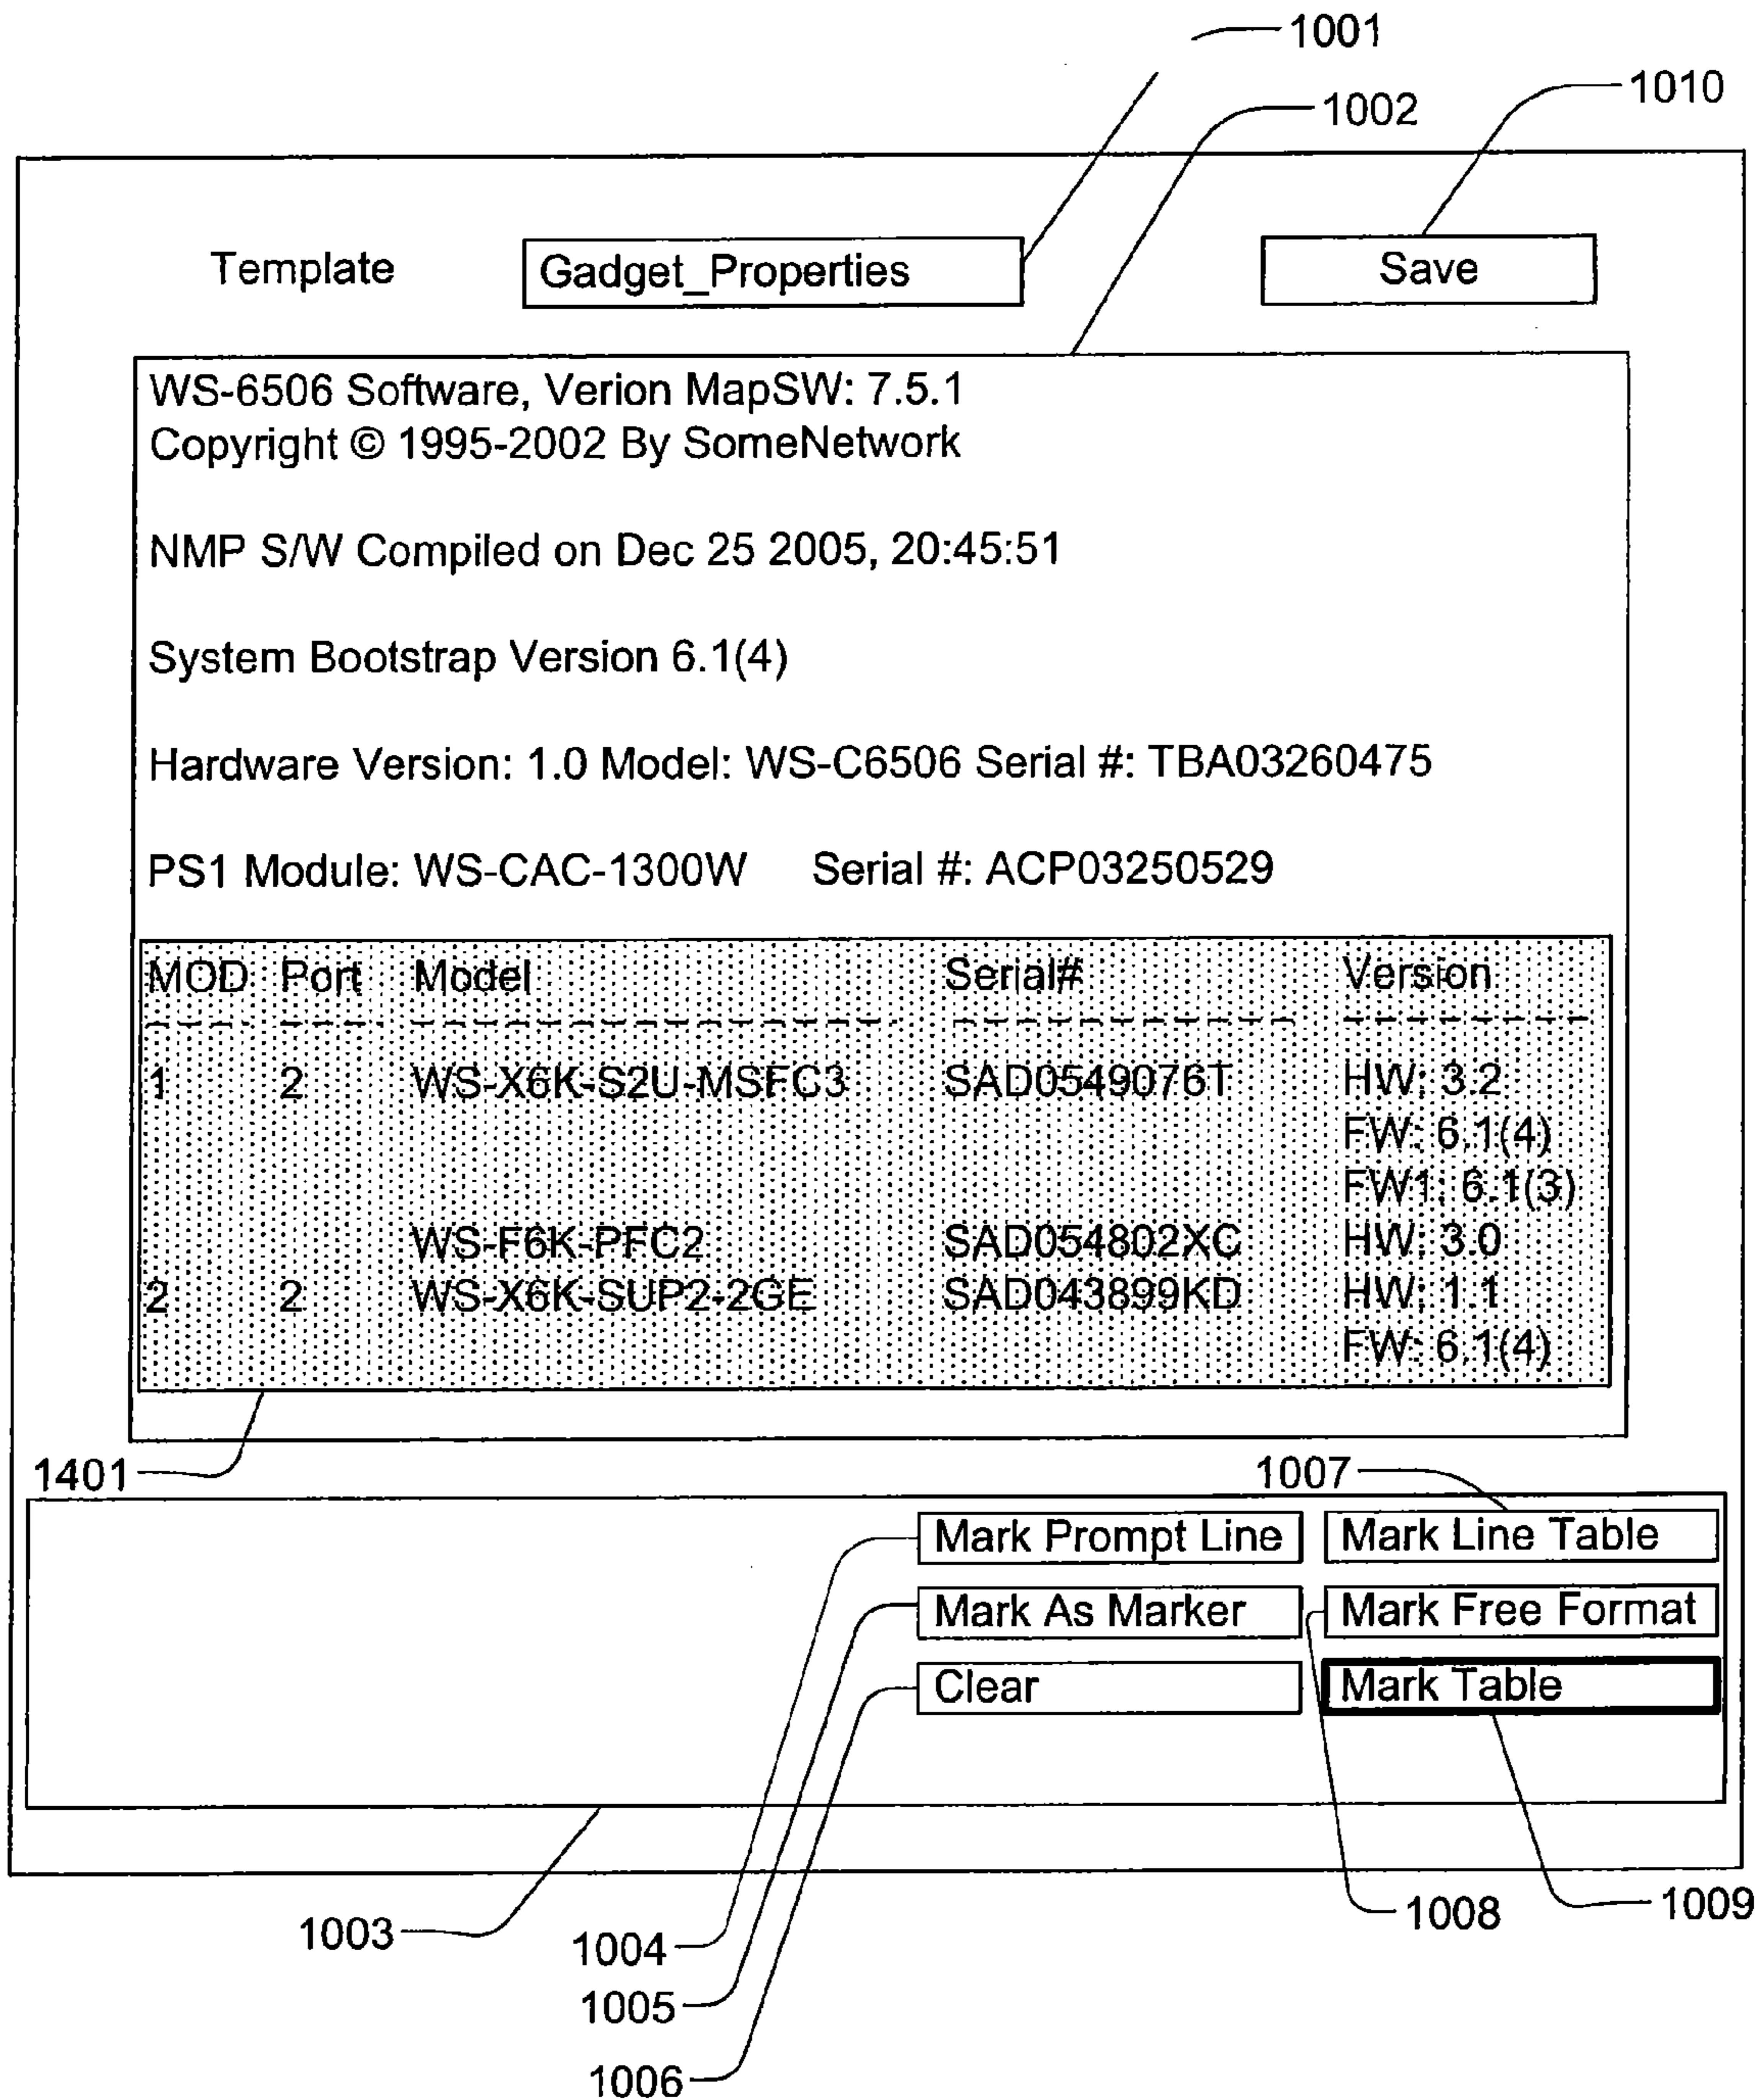 1001
1002
1010
Template Gadget_Properties Save
WS-6506 Software, Verion MapSW: 7.5.1
Copyright © 1995-2002 By SomeNetwork
NMP S/W Compiled on Dec 25 2005, 20:45:51
System Bootstrap Version 6.1(4)
Hardware Version: 1.0 Model: WS-C6506 Serial #: TBA03260475
PS1 Module: WS-CAC-1300W Serial #: ACP03250529
MOD Port Model Serial# Version
1 2 WS-X6K-S2U-MSFC3 SAD0549076T HW: 3.2
FW: 6.1(4)
FW1: 6.1(3)
WS-F6K-PFC2 SAD054802XC HW: 3.0
2 2 WS-X6K-SUP2-2GE SAD043899KD HW: 1.1
FW: 6.1(4)
1401
1007
Mark Prompt Line Mark Line Table
Mark As Marker Mark Free Format
Clear Mark Table
1003
1004
1005
1006
1008
1009